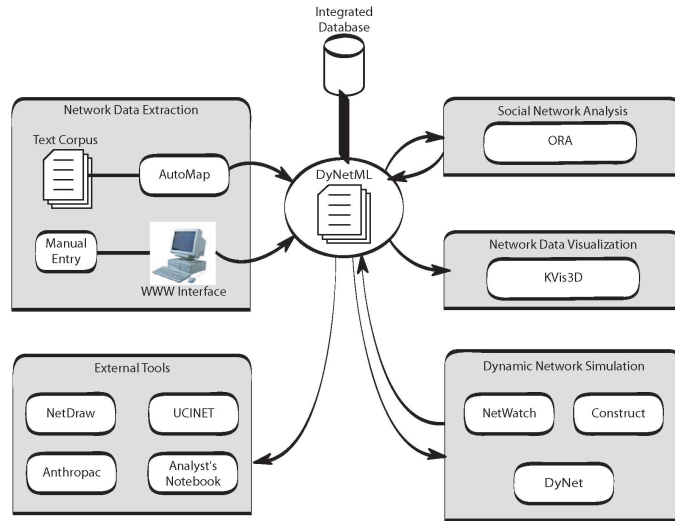 Integrated
Database
Network Data Extraction
Text Corpus
AutoMap
Manual
Entry
WWW Interface
DyNetML
Social Network Analysis
ORA
Network Data Visualization
KVis3D
External Tools
NetDraw
UCINET
Anthropac
Analyst's
Notebook
Dynamic Network Simulation
NetWatch
Construct
DyNet